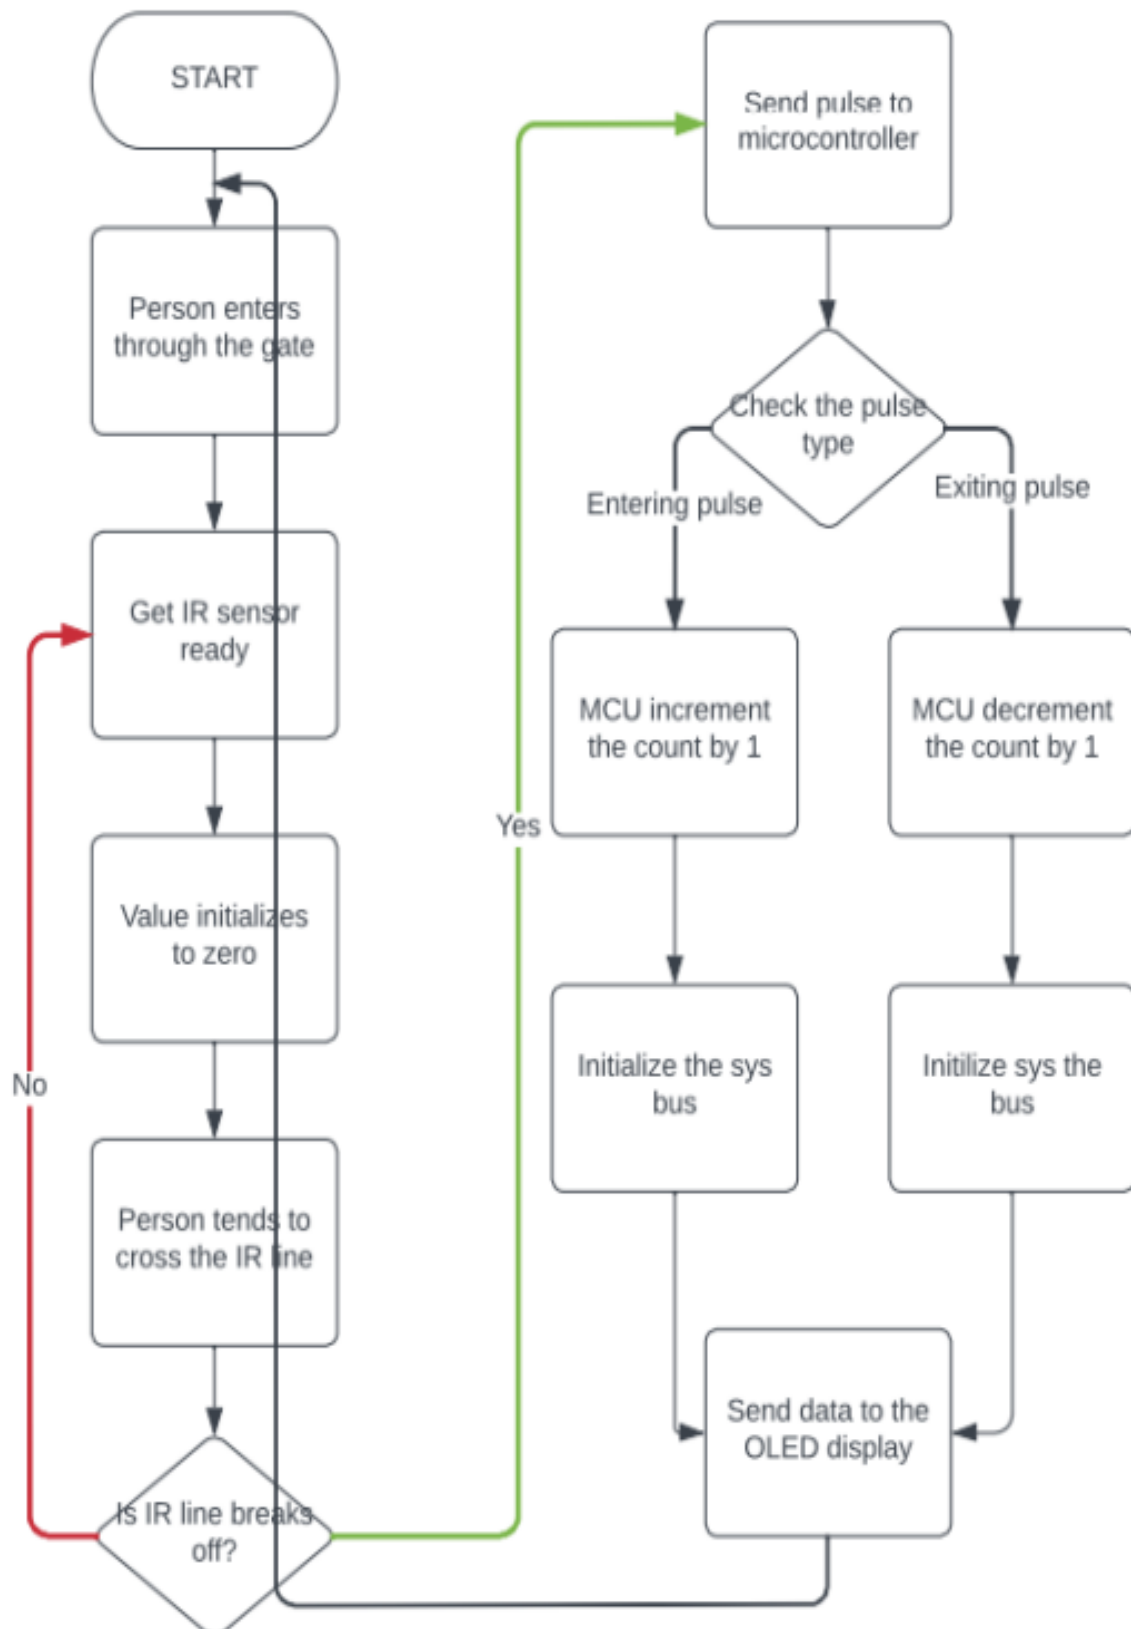 START
Person enters
through the gate
Get IR sensor
ready
Value initializes
to zero
Person tends to
cross the IR line
Is IR line breaks
off?
No
Yes
Send pulse to
microcontroller
Check the pulse
type
Entering pulse
Exiting pulse
MCU increment
the count by 1
MCU decrement
the count by 1
Initialize the sys
bus
Initilize sys the
bus
Send data to the
OLED display